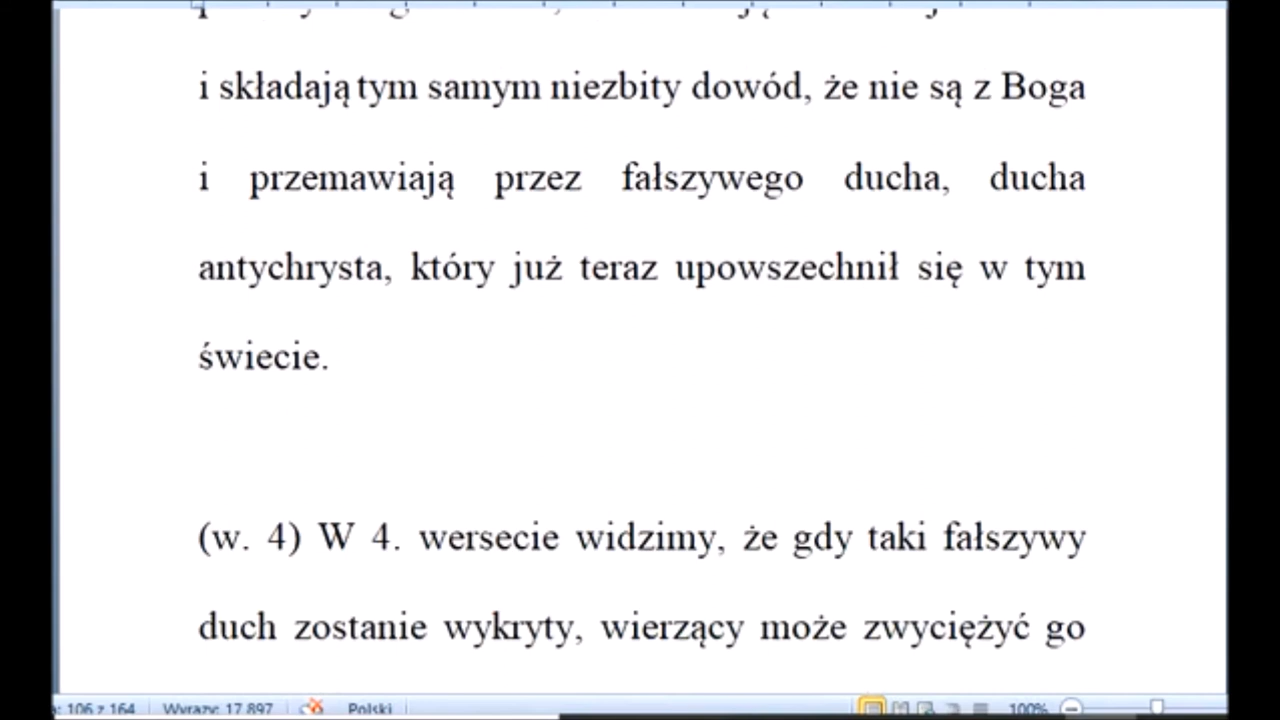 i składają tym samym niezbity dowód, że nie są z Boga
i przemawiają przez fałszywego ducha, ducha
antychrysta, który już teraz upowszechnił się w tym
świecie.
(w. 4) W 4. wersecie widzimy, że gdy taki fałszywy
duch zostanie wykryty, wierzący może zwyciężyć go
: 106 z 164 Wyrazy: 17 897 Polski 100%